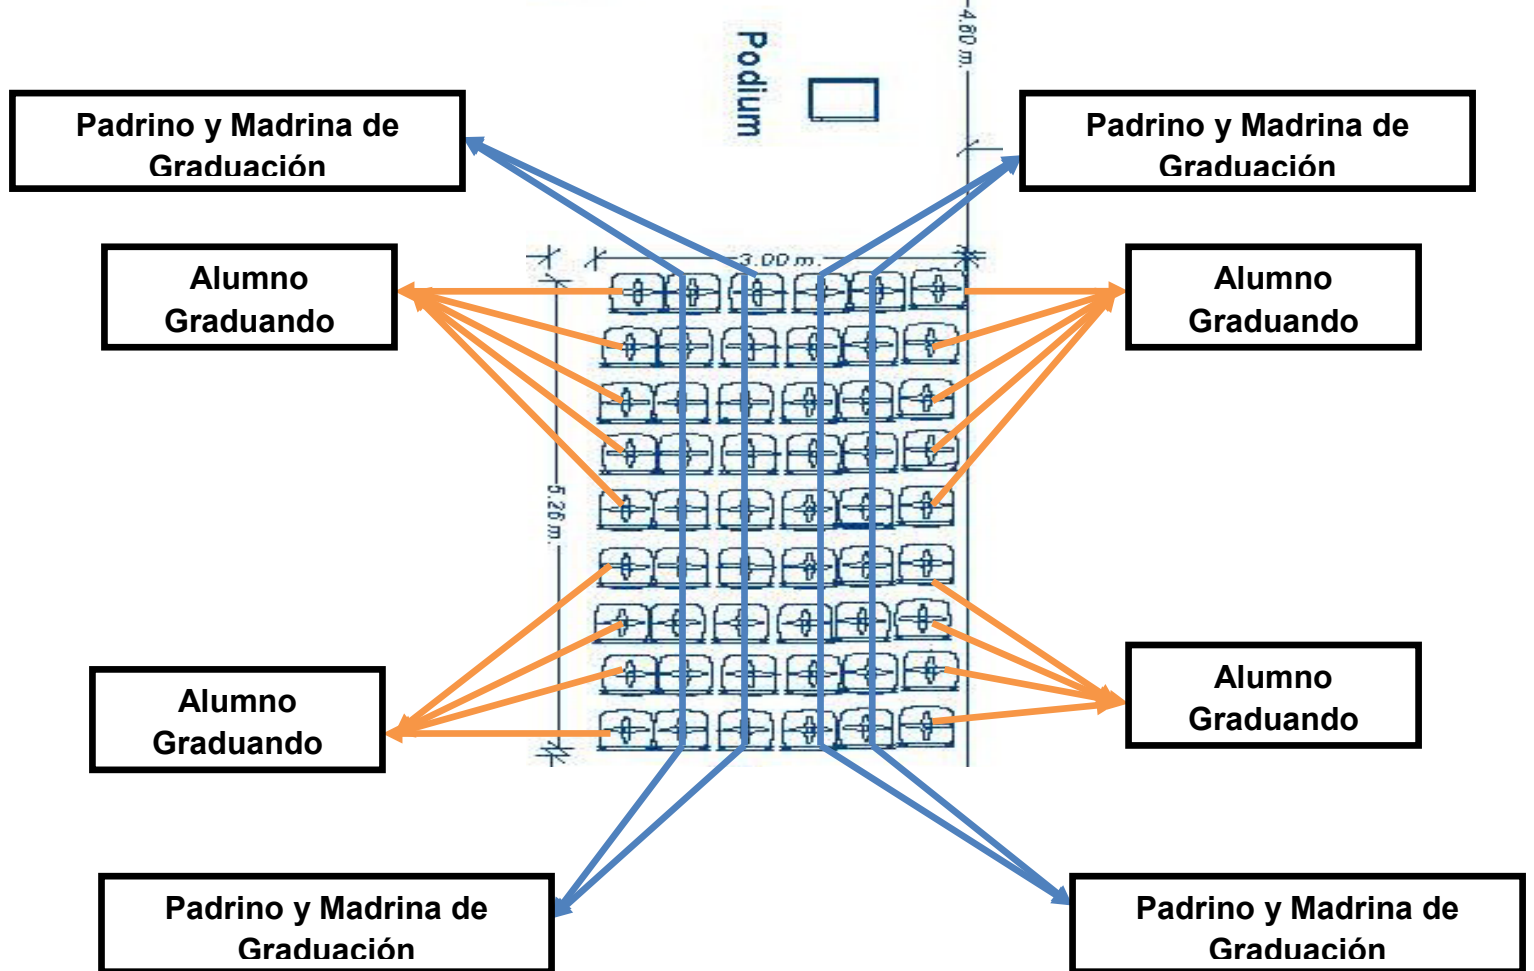 4.80 m.
Podium
Padrino y Madrina de
Graduación
Padrino y Madrina de
Graduación
Alumno
Graduando
3.00 m.
Alumno
Graduando
5.26 m.
Alumno
Graduando
Alumno
Graduando
Padrino y Madrina de
Graduación
Padrino y Madrina de
Graduación